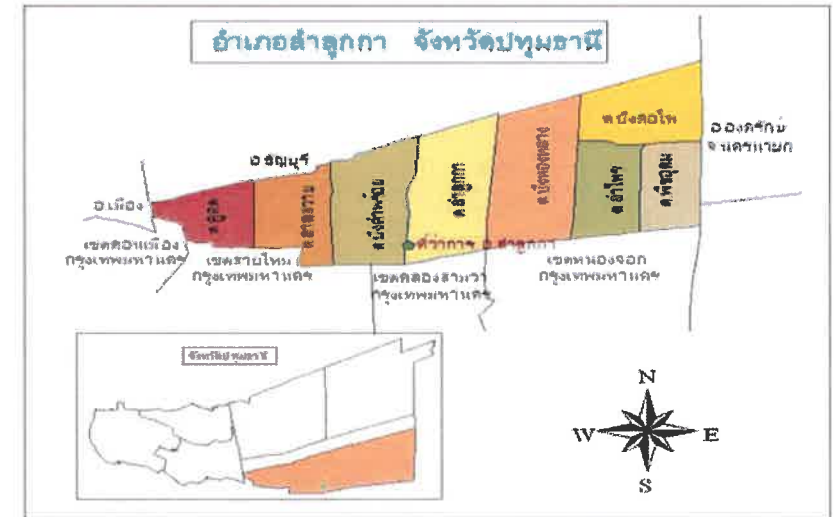 อำเภอลำลูกกา จังหวัดปทุมธานี
ต.บึงคอไห
อ.องครักษ์
จ.นครนายก
อ.ธัญบุรี
อ.เมือง
ต.คูคต
ต.ลาดสวาย
ต.บึงคำพร้อย
ต.ลำลูกกา
ต.บึงทองหลาง
ต.ลำไทร
ต.พืชอุดม
ที่ว่าการ อ.ลำลูกกา
เขตดอนเมือง
กรุงเทพมหานคร
เขตสายไหม
กรุงเทพมหานคร
เขตคลองสามวา
กรุงเทพมหานคร
เขตหนองจอก
กรุงเทพมหานคร
จังหวัดปทุมธานี
N
W E
S